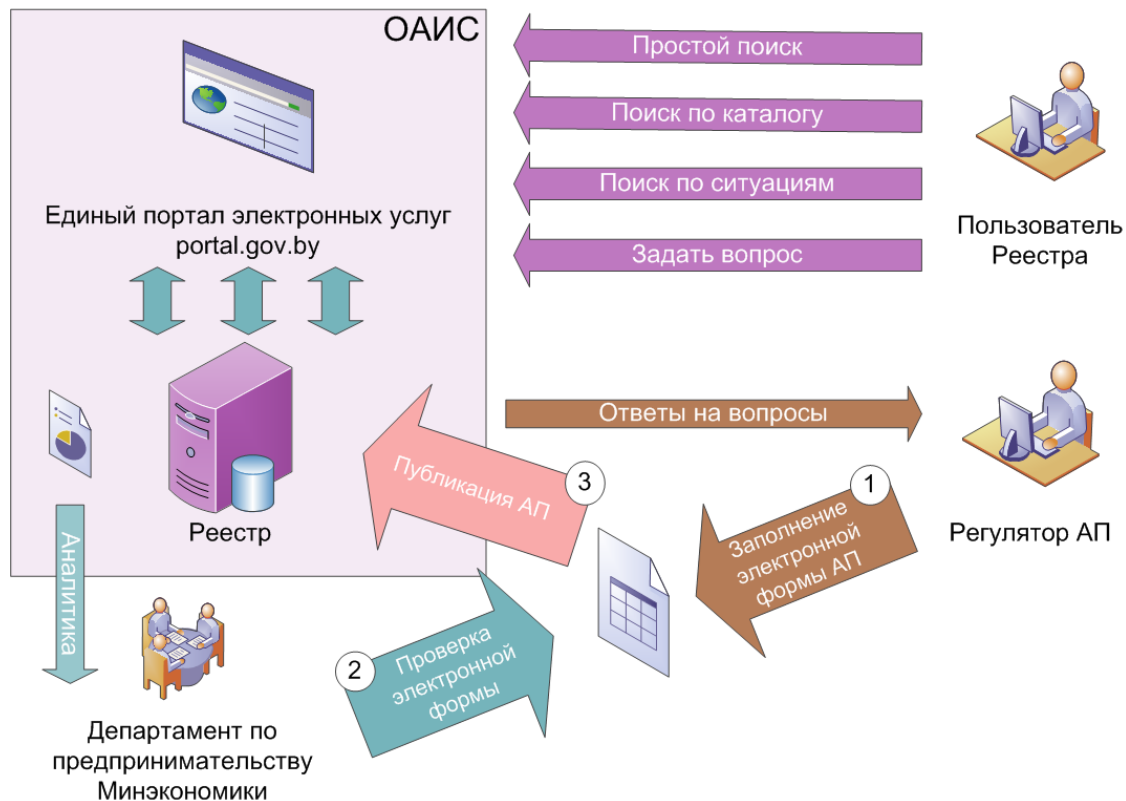 ОАИС
Единый портал электронных услуг
portal.gov.by
Простой поиск
Поиск по каталогу
Поиск по ситуациям
Задать вопрос
Пользователь
Реестра
Реестр
Ответы на вопросы
Регулятор АП
1
Заполнение
электронной
формы АП
3
Публикация АП
2
Проверка
электронной
формы
Аналитика
Департамент по
предпринимательству
Минэкономики